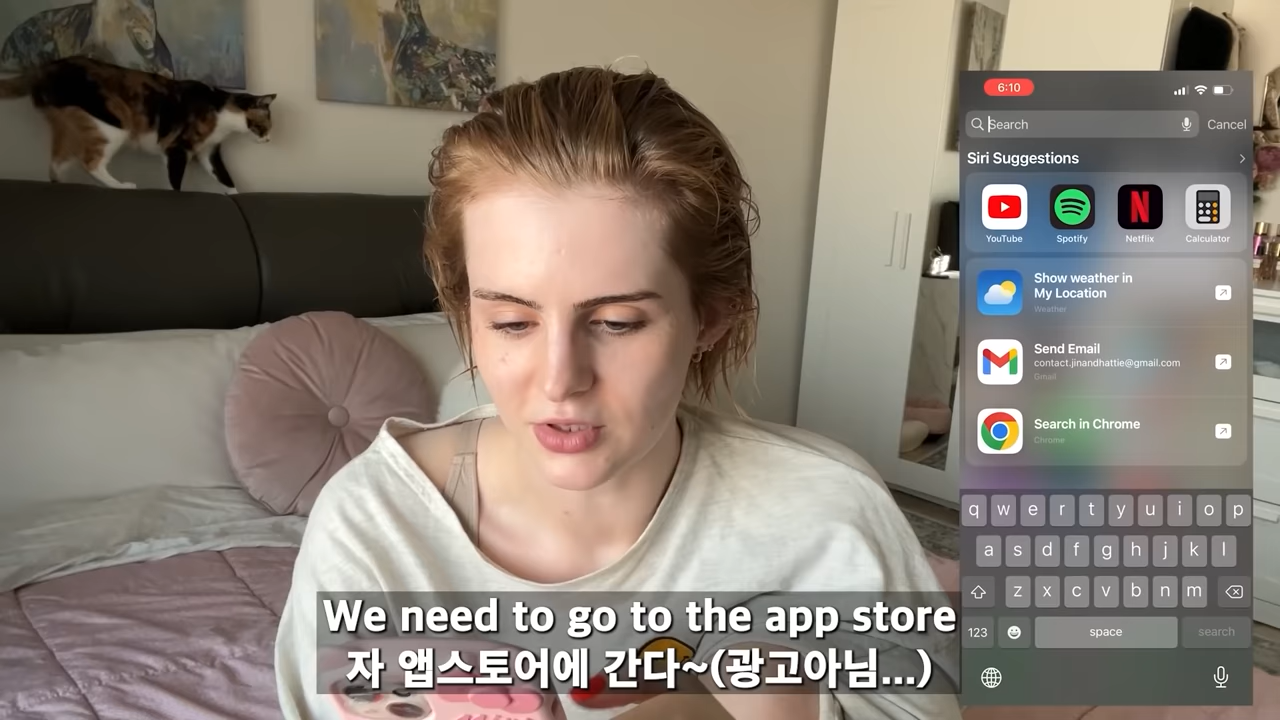 6:10
Search
Cancel
Siri Suggestions
YouTube
Spotify
Netflix
Calculator
Show weather in
My Location
Weather
Send Email
contact.jinandhattie@gmail.com
Gmail
Search in Chrome
Chrome
q w e r t y u i o p
a s d f g h j k l
z x c v b n m
123
space
search
We need to go to the app store
자 앱스토어에 간다~(광고아님...)